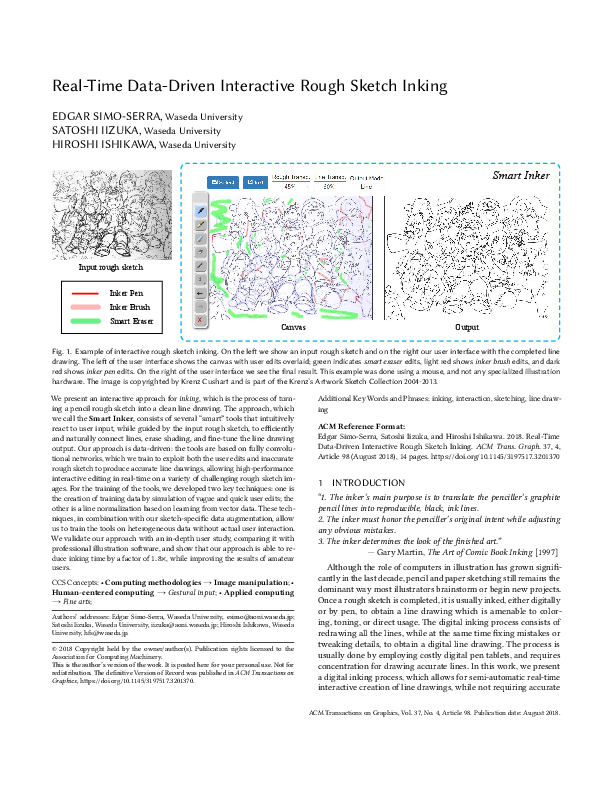 Real-Time Data-Driven Interactive Rough Sketch Inking
EDGAR SIMO-SERRA, Waseda University
SATOSHI IIZUKA, Waseda University
HIROSHI ISHIKAWA, Waseda University
Smart Inker
Rough Transp. Line Transp. Output Mode
45% 60% Line
Input rough sketch
Inker Pen
Inker Brush
Smart Eraser
Canvas
Output
Fig. 1. Example of interactive rough sketch inking. On the left we show an input rough sketch and on the right our user interface with the completed line
drawing. The left of the user interface shows the canvas with user edits overlaid; green indicates smart eraser edits, light red shows inker brush edits, and dark
red shows inker pen edits. On the right of the user interface we see the final result. This example was done using a mouse, and not any specialized illustration
hardware. The image is copyrighted by Krenz Cushart and is part of the Krenz's Artwork Sketch Collection 2004-2013.
We present an interactive approach for inking, which is the process of turn-
ing a pencil rough sketch into a clean line drawing. The approach, which
we call the Smart Inker, consists of several "smart" tools that intuitively
react to user input, while guided by the input rough sketch, to efficiently
and naturally connect lines, erase shading, and fine-tune the line drawing
output. Our approach is data-driven: the tools are based on fully convolu-
tional networks, which we train to exploit both the user edits and inaccurate
rough sketch to produce accurate line drawings, allowing high-performance
interactive editing in real-time on a variety of challenging rough sketch im-
ages. For the training of the tools, we developed two key techniques: one is
the creation of training data by simulation of vague and quick user edits; the
other is a line normalization based on learning from vector data. These tech-
niques, in combination with our sketch-specific data augmentation, allow
us to train the tools on heterogeneous data without actual user interaction.
We validate our approach with an in-depth user study, comparing it with
professional illustration software, and show that our approach is able to re-
duce inking time by a factor of 1.8×, while improving the results of amateur
users.
CCS Concepts: • Computing methodologies → Image manipulation; •
Human-centered computing → Gestural input; • Applied computing
→ Fine arts;
Authors' addresses: Edgar Simo-Serra, Waseda University, esimo@aoni.waseda.jp;
Satoshi Iizuka, Waseda University, iizuka@aoni.waseda.jp; Hiroshi Ishikawa, Waseda
University, hfs@waseda.jp.
© 2018 Copyright held by the owner/author(s). Publication rights licensed to the
Association for Computing Machinery.
This is the author's version of the work. It is posted here for your personal use. Not for
redistribution. The definitive Version of Record was published in ACM Transactions on
Graphics, https://doi.org/10.1145/3197517.3201370.
Additional Key Words and Phrases: inking, interaction, sketching, line draw-
ing
ACM Reference Format:
Edgar Simo-Serra, Satoshi Iizuka, and Hiroshi Ishikawa. 2018. Real-Time
Data-Driven Interactive Rough Sketch Inking. ACM Trans. Graph. 37, 4,
Article 98 (August 2018), 14 pages. https://doi.org/10.1145/3197517.3201370
1 INTRODUCTION
"1. The inker's main purpose is to translate the penciller's graphite
pencil lines into reproducible, black, ink lines.
2. The inker must honor the penciller's original intent while adjusting
any obvious mistakes.
3. The inker determines the look of the finished art."
— Gary Martin, The Art of Comic Book Inking [1997]
Although the role of computers in illustration has grown signifi-
cantly in the last decade, pencil and paper sketching still remains the
dominant way most illustrators brainstorm or begin new projects.
Once a rough sketch is completed, it is usually inked, either digitally
or by pen, to obtain a line drawing which is amenable to color-
ing, toning, or direct usage. The digital inking process consists of
redrawing all the lines, while at the same time fixing mistakes or
tweaking details, to obtain a digital line drawing. The process is
usually done by employing costly digital pen tablets, and requires
concentration for drawing accurate lines. In this work, we present
a digital inking process, which allows for semi-automatic real-time
interactive creation of line drawings, while not requiring accurate
ACM Transactions on Graphics, Vol. 37, No. 4, Article 98. Publication date: August 2018.